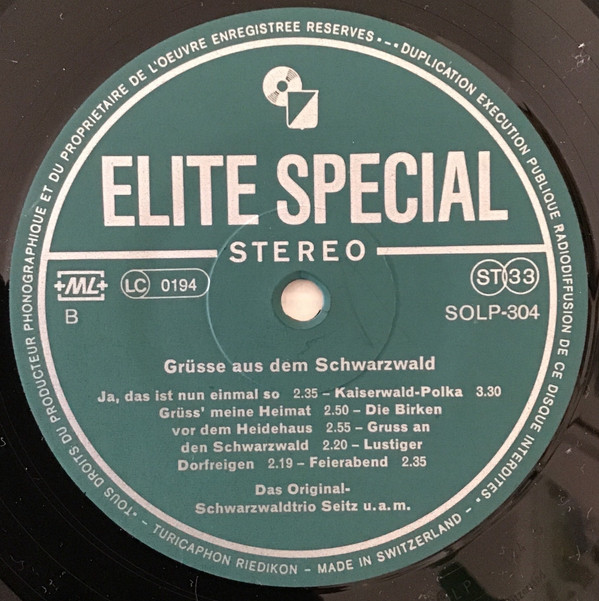 TOUS DROITS DU PRODUCTEUR PHONOGRAPHIQUE ET DU PROPRIETAIRE DE L'OEUVRE ENREGISTREE RESERVES • – • DUPLICATION EXECUTION PUBLIQUE RADIODIFFUSION DE CE DISQUE INTERDITES •
ELITE SPECIAL
STEREO
+ML+ LC 0194 ST 33
B SOLP-304
Grüsse aus dem Schwarzwald
Ja, das ist nun einmal so 2.35 – Kaiserwald-Polka 3.30
Grüss' meine Heimat 2.50 – Die Birken
vor dem Heidehaus 2.55 – Gruss an
den Schwarzwald 2.20 – Lustiger
Dorfreigen 2.19 – Feierabend 2.35
Das Original-
Schwarzwaldtrio Seitz u.a.m.
– TURICAPHON RIEDIKON – MADE IN SWITZERLAND –